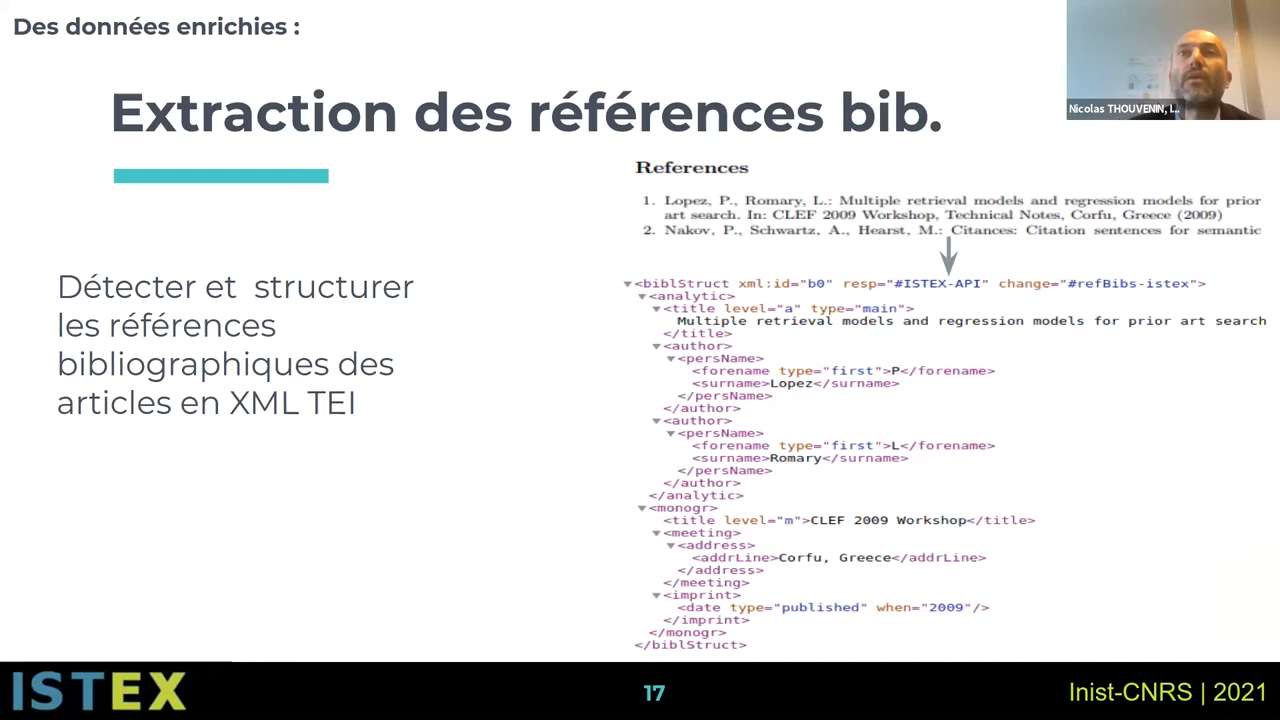 Des données enrichies :
Extraction des références bib.
Nicolas THOUVENIN, I...
References
1. Lopez, P., Romary, L.: Multiple retrieval models and regression models for prior
art search. In: CLEF 2009 Workshop, Technical Notes, Corfu, Greece (2009)
2. Nakov, P., Schwartz, A., Hearst, M.: Citances: Citation sentences for semantic
Détecter et structurer
les références
bibliographiques des
articles en XML TEI
<biblStruct xml:id="b0" resp="#ISTEX-API" change="#refBibs-istex">
<analytic>
<title level="a" type="main">
Multiple retrieval models and regression models for prior art search
</title>
<author>
<persName>
<forename type="first">P</forename>
<surname>Lopez</surname>
</persName>
</author>
<author>
<persName>
<forename type="first">L</forename>
<surname>Romary</surname>
</persName>
</author>
</analytic>
<monogr>
<title level="m">CLEF 2009 Workshop</title>
<meeting>
<address>
<addrLine>Corfu, Greece</addrLine>
</address>
</meeting>
<imprint>
<date type="published" when="2009"/>
</imprint>
</monogr>
</biblStruct>
ISTEX
17
Inist-CNRS | 2021